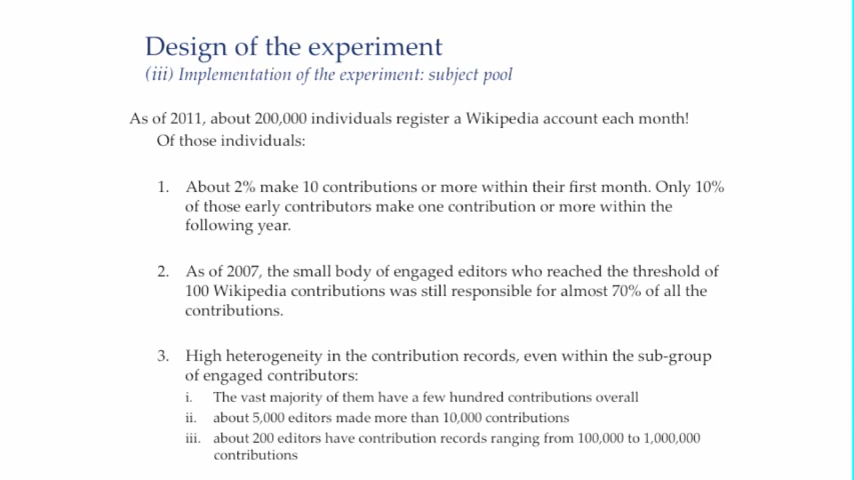 Design of the experiment
(iii) Implementation of the experiment: subject pool
As of 2011, about 200,000 individuals register a Wikipedia account each month!
Of those individuals:
1. About 2% make 10 contributions or more within their first month. Only 10%
of those early contributors make one contribution or more within the
following year.
2. As of 2007, the small body of engaged editors who reached the threshold of
100 Wikipedia contributions was still responsible for almost 70% of all the
contributions.
3. High heterogeneity in the contribution records, even within the sub-group
of engaged contributors:
i. The vast majority of them have a few hundred contributions overall
ii. about 5,000 editors made more than 10,000 contributions
iii. about 200 editors have contribution records ranging from 100,000 to 1,000,000
contributions